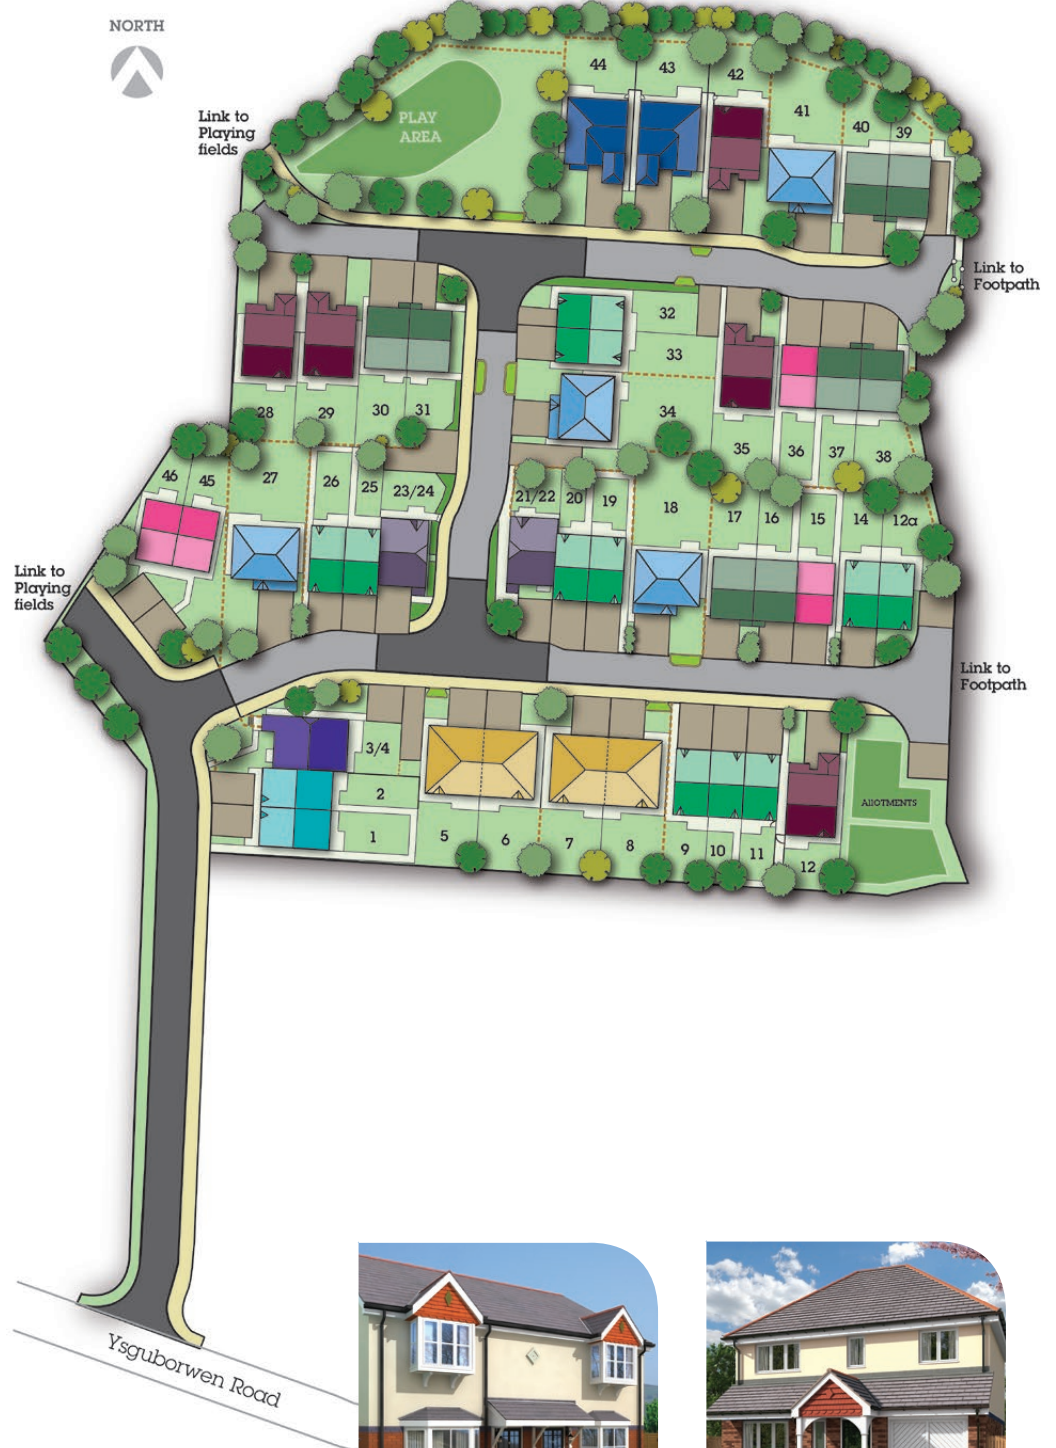 NORTH
Link to
Playing
fields
PLAY
AREA
44
43
42
41
40
39
Link to
Footpath
32
33
34
28
29
30
31
35
36
37
38
46
45
27
26
25
23/24
21/22
20
19
18
17
16
15
14
12a
Link to
Playing
fields
Link to
Footpath
3/4
2
1
5
6
7
8
9
10
11
12
ALLOTMENTS
Ysguborwen Road